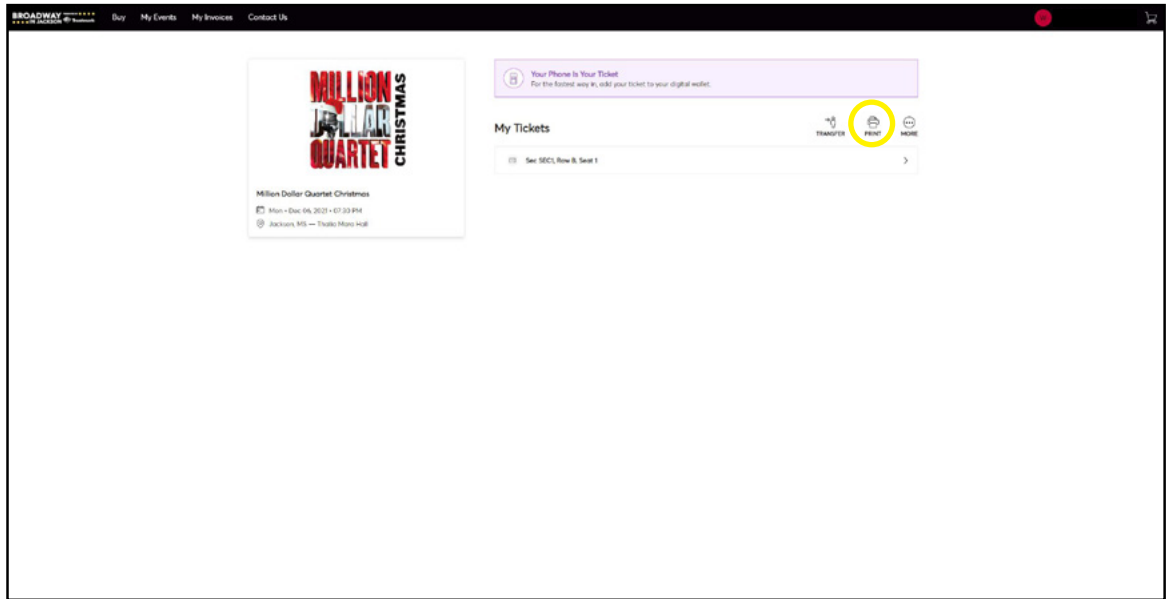 BROADWAY
IN JACKSON
Buy My Events My Invoices Contact Us
MILLION
DOLLAR
QUARTET
CHRISTMAS
Million Dollar Quartet Christmas
Mon • Dec 06, 2021 • 07:30 PM
Jackson, MS — Thalia Mara Hall
Your Phone Is Your Ticket
For the fastest way in, add your ticket to your digital wallet.
My Tickets
TRANSFER PRINT MORE
Sec SEC1, Row B, Seat 1